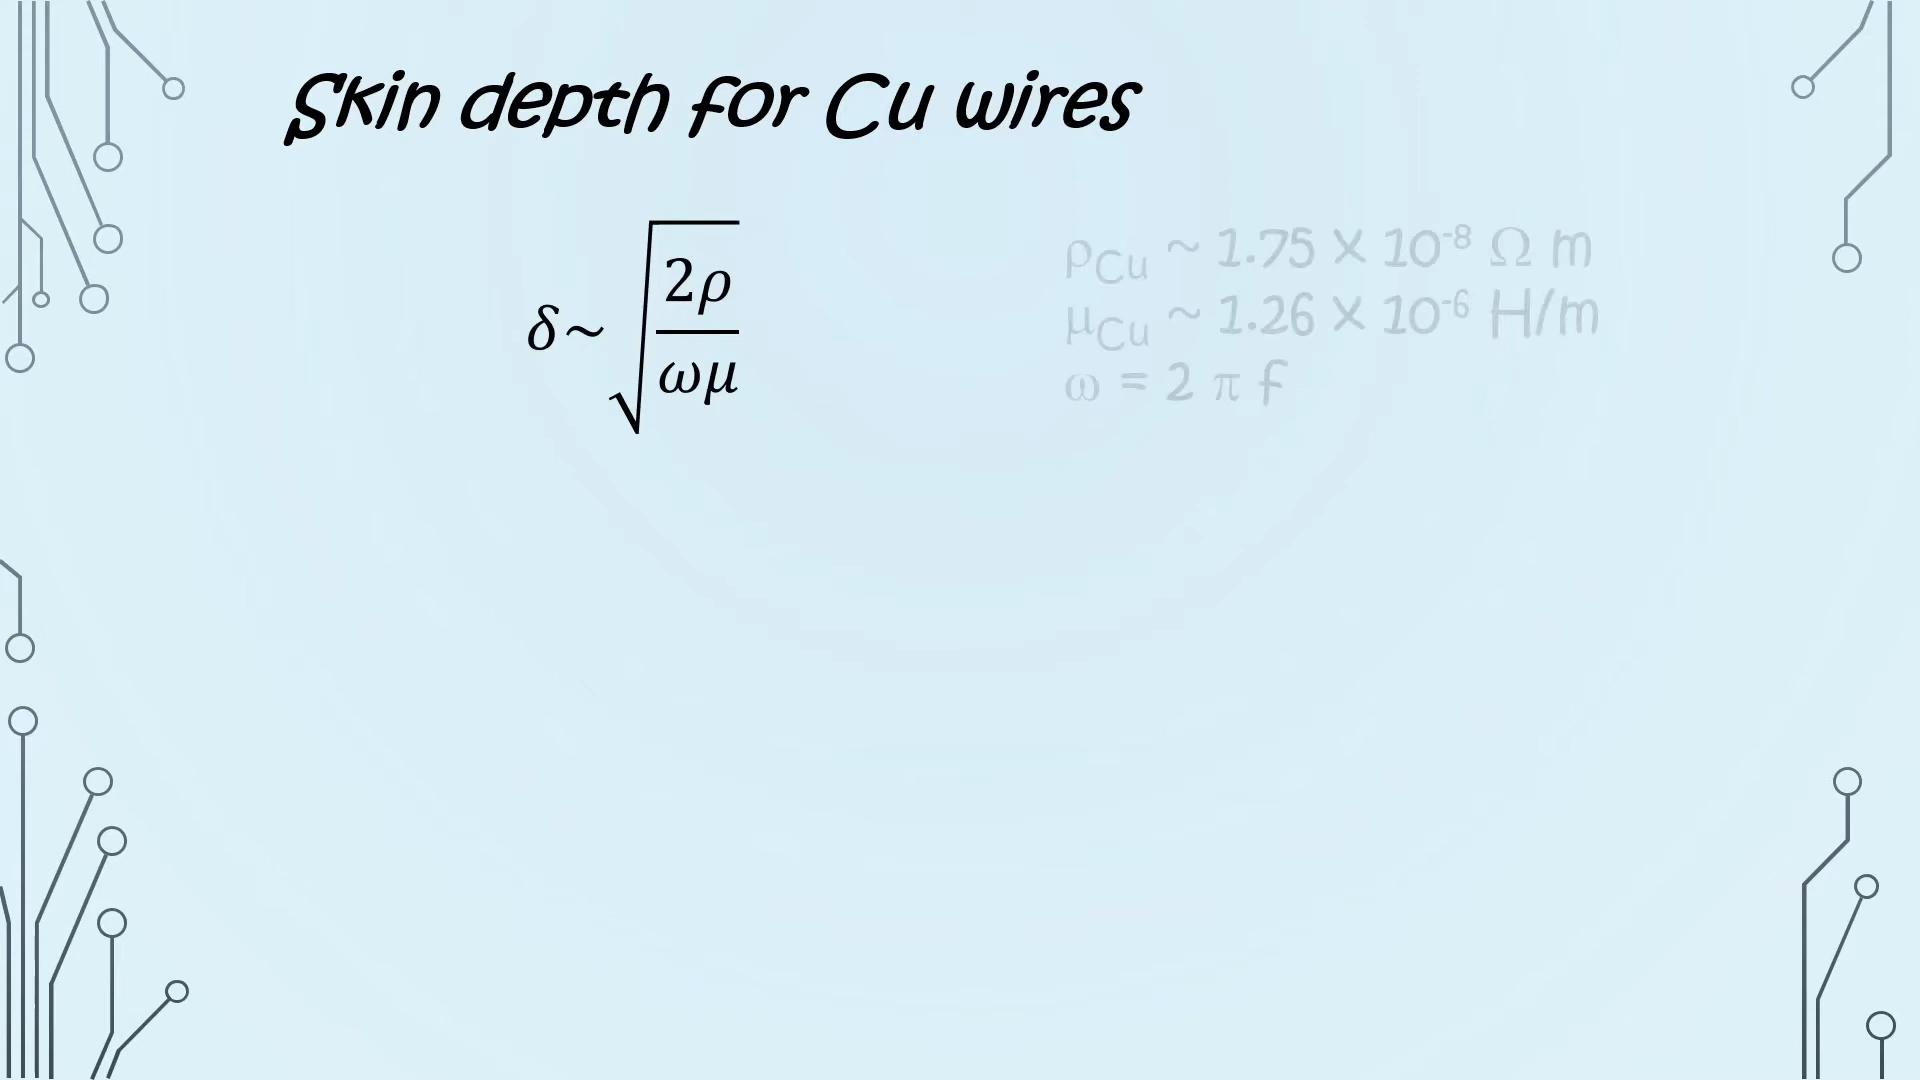 Skin depth for Cu wires
δ~√(2ρ/ωμ)
ρCu ~ 1.75 X 10⁻⁸ Ω m
μCu ~ 1.26 X 10⁻⁶ H/m
ω = 2 π f